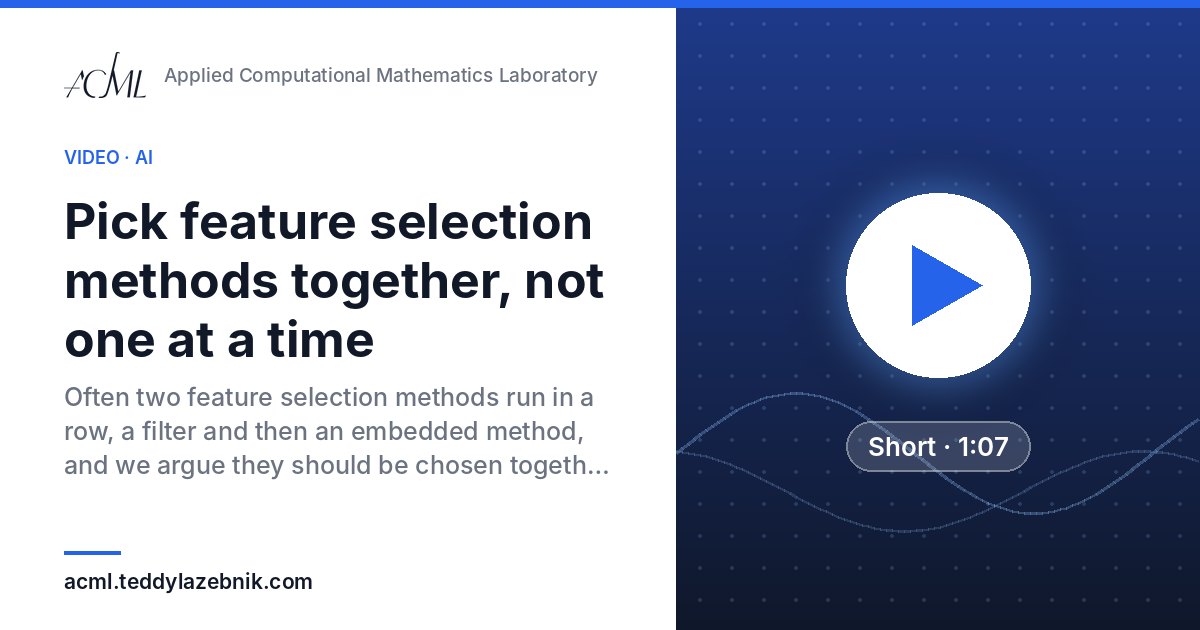 ACML
Applied Computational Mathematics Laboratory
VIDEO · AI
Pick feature selection
methods together, not
one at a time
Often two feature selection methods run in a
row, a filter and then an embedded method,
and we argue they should be chosen togeth...
Short · 1:07
acml.teddylazebnik.com